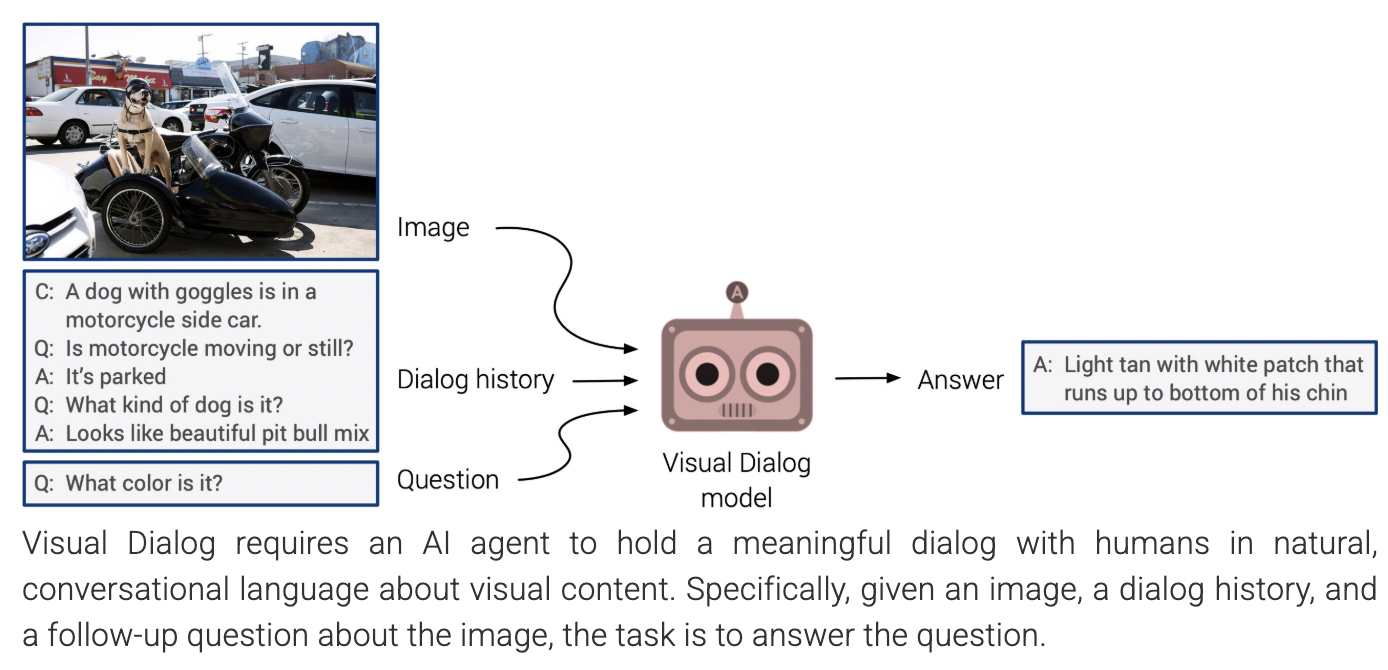 Bay Market
Image
C: A dog with goggles is in a
motorcycle side car.
Q: Is motorcycle moving or still?
A: It's parked
Q: What kind of dog is it?
A: Looks like beautiful pit bull mix
Dialog history
Q: What color is it?
Question
A
Visual Dialog
model
Answer
A: Light tan with white patch that
runs up to bottom of his chin
Visual Dialog requires an AI agent to hold a meaningful dialog with humans in natural,
conversational language about visual content. Specifically, given an image, a dialog history, and
a follow-up question about the image, the task is to answer the question.